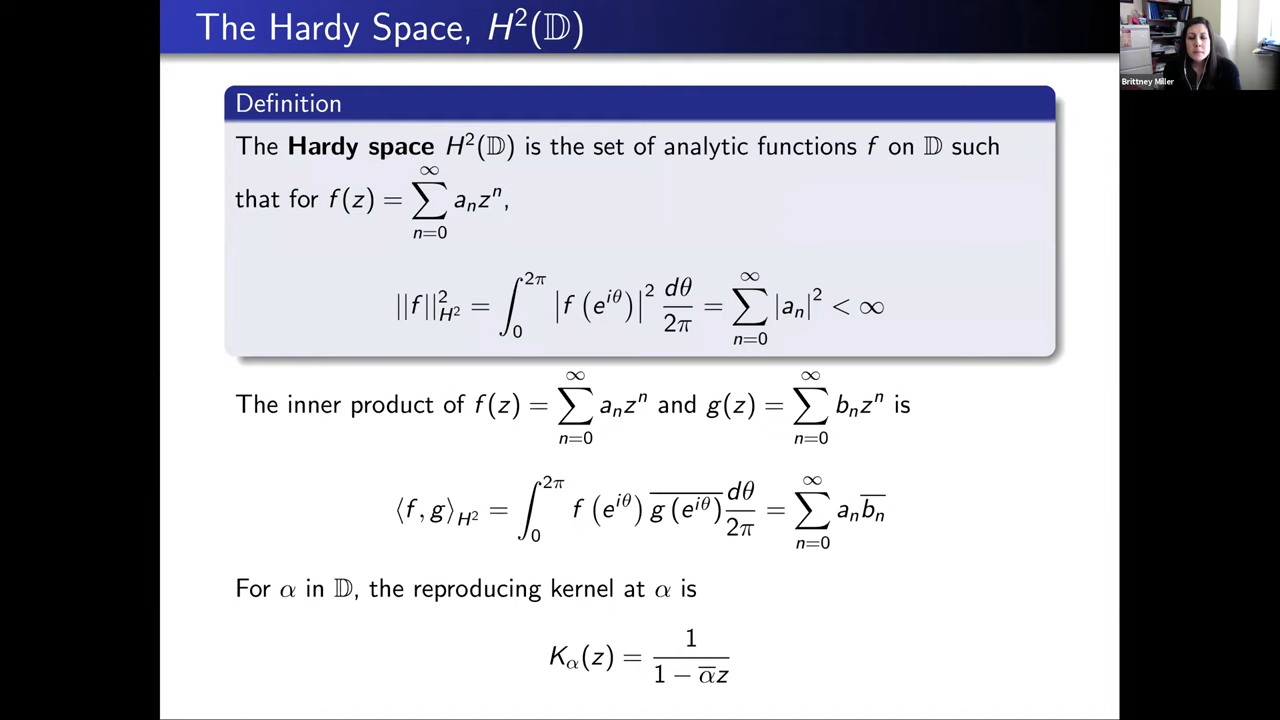 The Hardy Space, H²(𝔻)
Brittney Miller
Definition
The Hardy space H²(𝔻) is the set of analytic functions f on 𝔻 such
that for f(z) = ∑_{n=0}^{∞} a_n z^n,
||f||²_{H²} = ∫_0^{2π} |f(e^{iθ})|² dθ/2π = ∑_{n=0}^{∞} |a_n|² < ∞
The inner product of f(z) = ∑_{n=0}^{∞} a_n z^n and g(z) = ∑_{n=0}^{∞} b_n z^n is
⟨f, g⟩_{H²} = ∫_0^{2π} f(e^{iθ}) \overline{g(e^{iθ})} dθ/2π = ∑_{n=0}^{∞} a_n \overline{b_n}
For α in 𝔻, the reproducing kernel at α is
K_α(z) = 1/(1 − \overline{α}z)